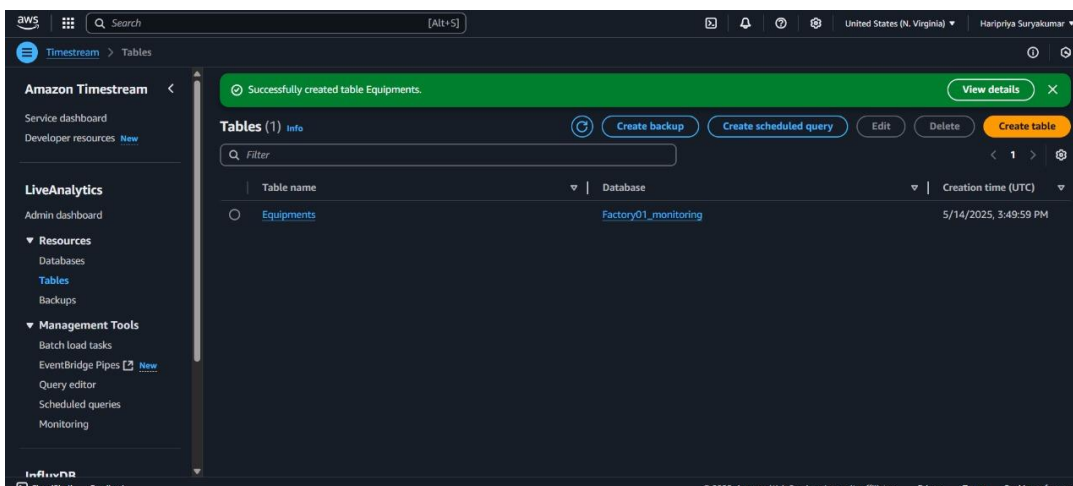 aws Search [Alt+S] United States (N. Virginia) Haripriya Suryakumar
Timestream > Tables
Amazon Timestream
Service dashboard
Developer resources New
LiveAnalytics
Admin dashboard
Resources
Databases
Tables
Backups
Management Tools
Batch load tasks
EventBridge Pipes New
Query editor
Scheduled queries
Monitoring
InfluxDB
Successfully created table Equipments. View details
Tables (1) Info Create backup Create scheduled query Edit Delete Create table
Filter 1
Table name Database Creation time (UTC)
Equipments Factory01_monitoring 5/14/2025, 3:49:59 PM